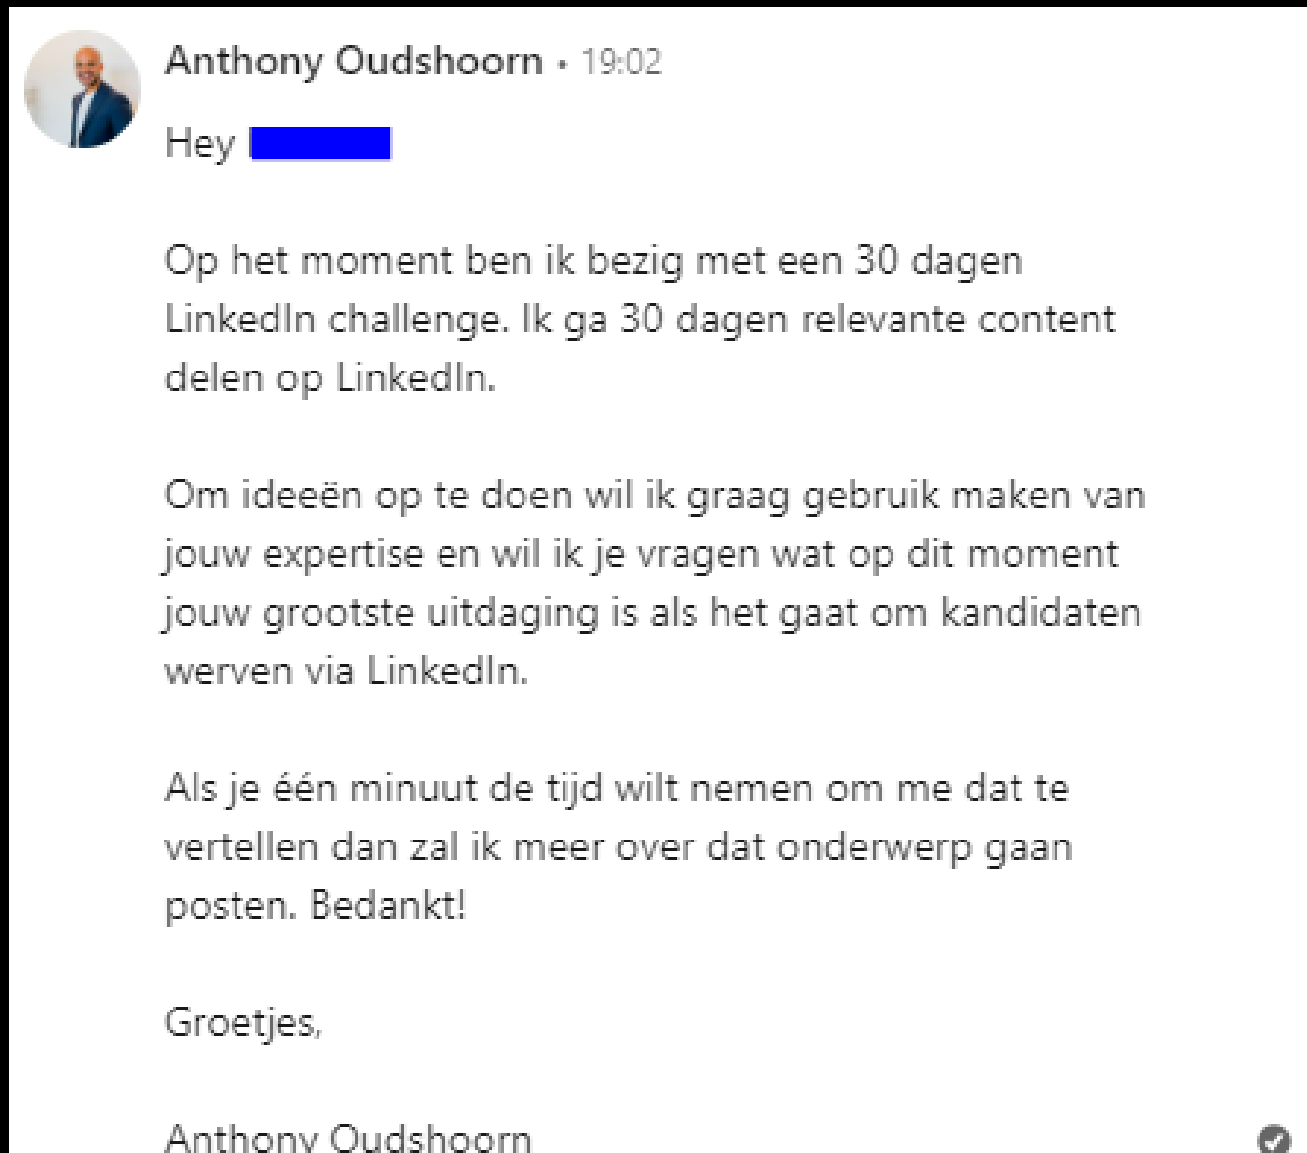 Anthony Oudshoorn • 19:02
Hey
Op het moment ben ik bezig met een 30 dagen
LinkedIn challenge. Ik ga 30 dagen relevante content
delen op LinkedIn.
Om ideeën op te doen wil ik graag gebruik maken van
jouw expertise en wil ik je vragen wat op dit moment
jouw grootste uitdaging is als het gaat om kandidaten
werven via LinkedIn.
Als je één minuut de tijd wilt nemen om me dat te
vertellen dan zal ik meer over dat onderwerp gaan
posten. Bedankt!
Groetjes,
Anthony Oudshoorn